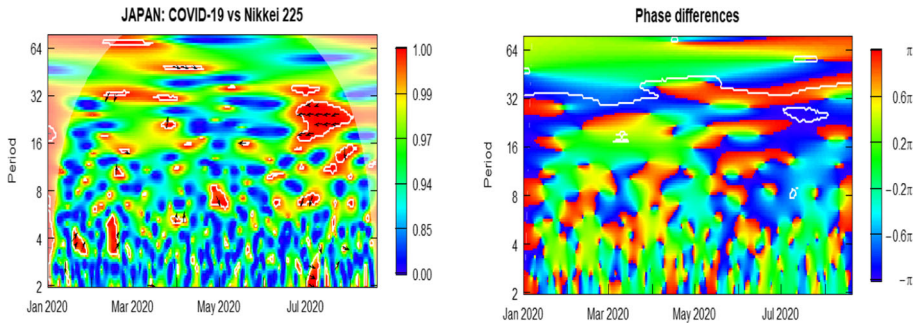 JAPAN: COVID-19 vs Nikkei 225
Period
64
32
16
8
4
2
Jan 2020
Mar 2020
May 2020
Jul 2020
1.00
0.99
0.97
0.94
0.85
0.00
Phase differences
Period
64
32
16
8
4
2
Jan 2020
Mar 2020
May 2020
Jul 2020
π
0.6π
0.2π
−0.2π
−0.6π
−π